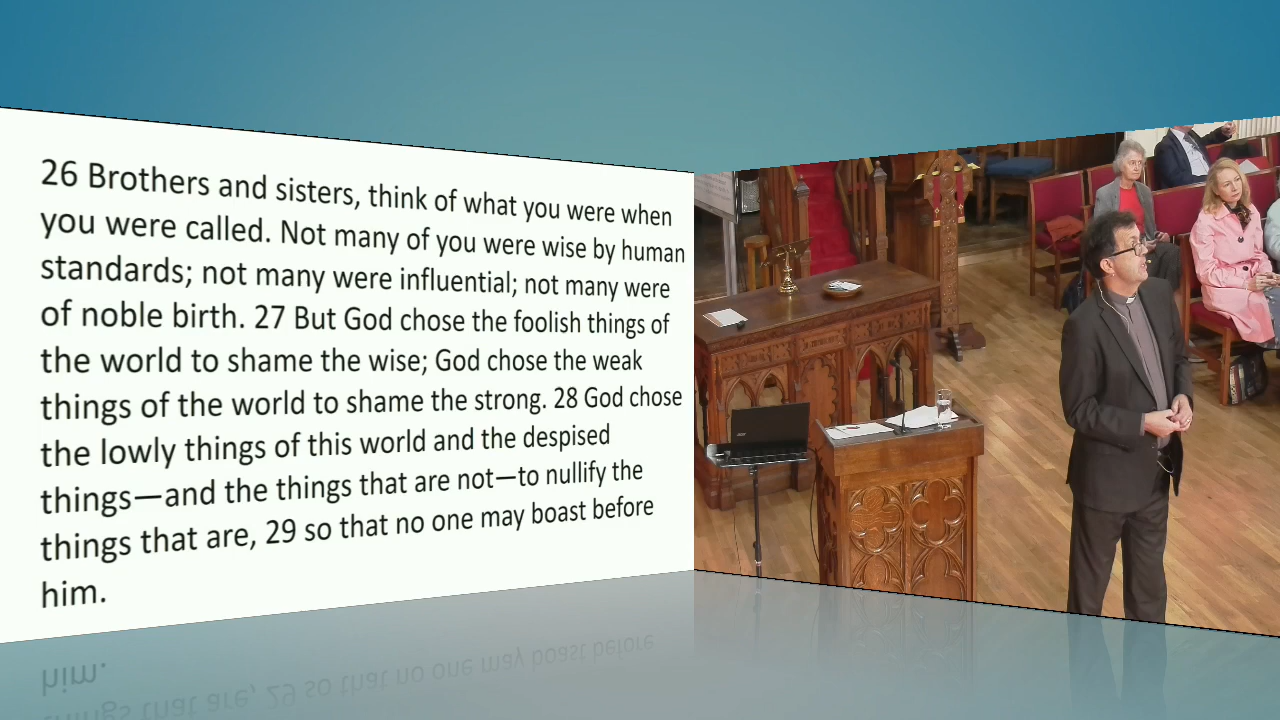 26 Brothers and sisters, think of what you were when
you were called. Not many of you were wise by human
standards; not many were influential; not many were
of noble birth. 27 But God chose the foolish things of
the world to shame the wise; God chose the weak
things of the world to shame the strong. 28 God chose
the lowly things of this world and the despised
things—and the things that are not—to nullify the
things that are, 29 so that no one may boast before
him.